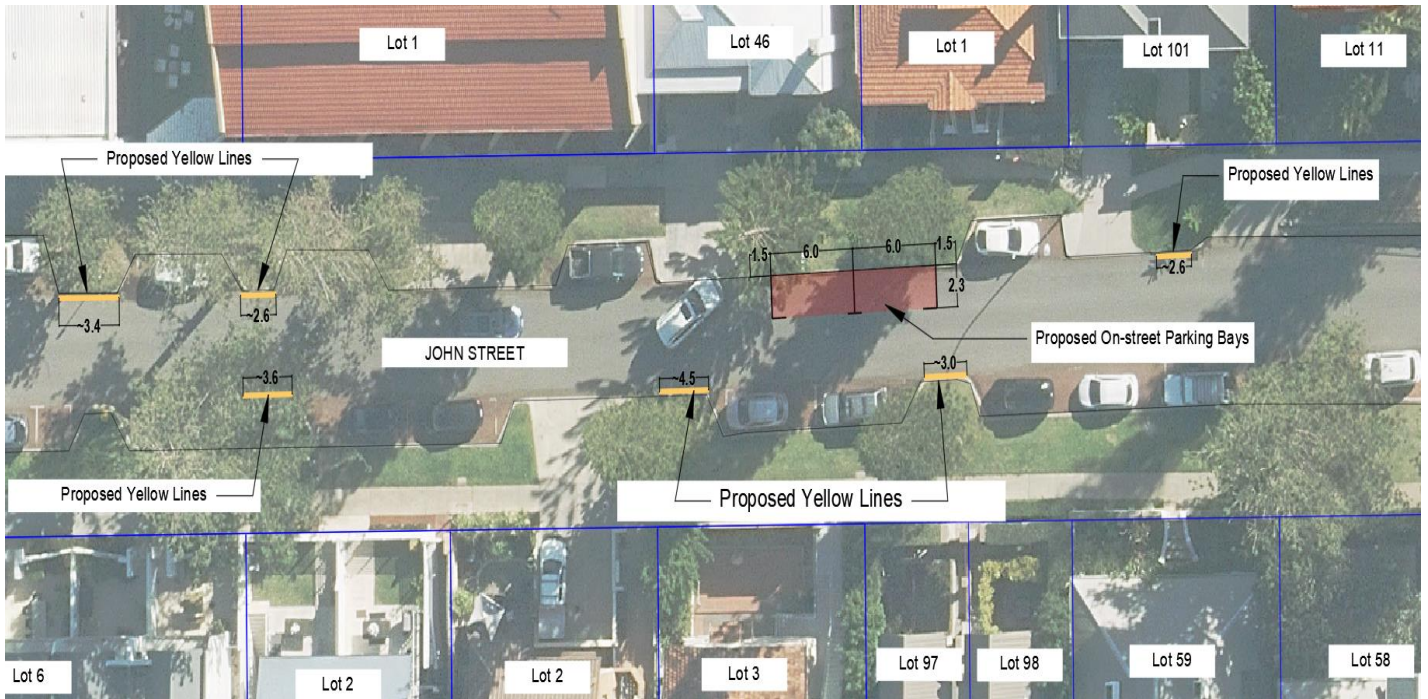 Lot 1
Lot 46
Lot 1
Lot 101
Lot 11
Proposed Yellow Lines
Proposed Yellow Lines
1.5
6.0
6.0
1.5
2.3
~2.6
~3.4
~2.6
Proposed On-street Parking Bays
JOHN STREET
~3.6
~4.5
~3.0
Proposed Yellow Lines
Proposed Yellow Lines
Lot 6
Lot 2
Lot 2
Lot 3
Lot 97
Lot 98
Lot 59
Lot 58